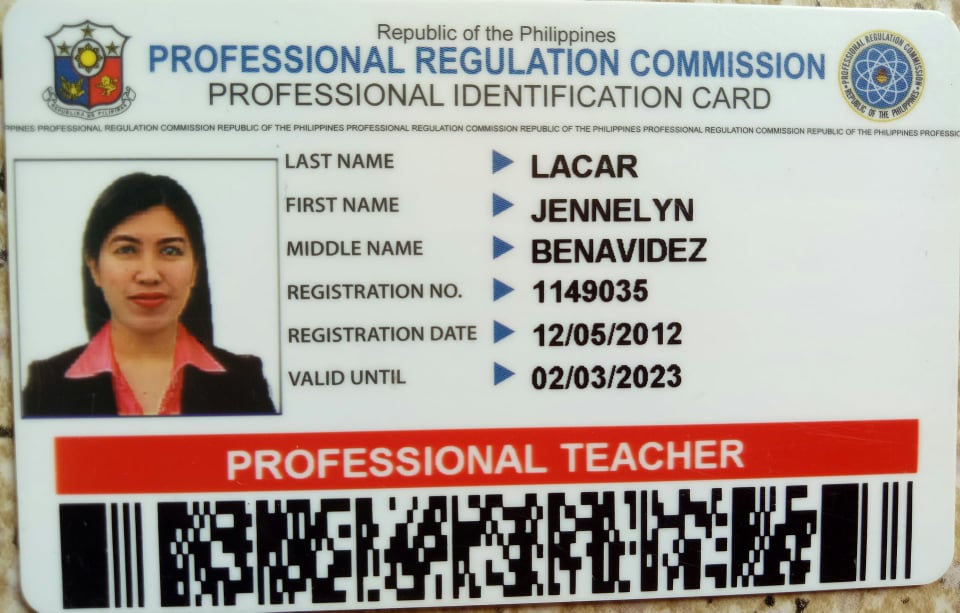 Republic of the Philippines
PROFESSIONAL REGULATION COMMISSION
PROFESSIONAL IDENTIFICATION CARD
PPINES PROFESSIONAL REGULATION COMMISSION REPUBLIC OF THE PHILIPPINES PROFESSIONAL REGULATION COMMISSION REPUBLIC OF THE PHILIPPINES PROFESSIONAL REGULATION COMMISSION REPUBLIC OF THE PHILIPPINES PROFESSIO
PROFESSIONAL REGULATION COMMISSION
REPUBLIC OF THE PHILIPPINES
LAST NAME LACAR
FIRST NAME JENNELYN
MIDDLE NAME BENAVIDEZ
REGISTRATION NO. 1149035
REGISTRATION DATE 12/05/2012
VALID UNTIL 02/03/2023
PROFESSIONAL TEACHER